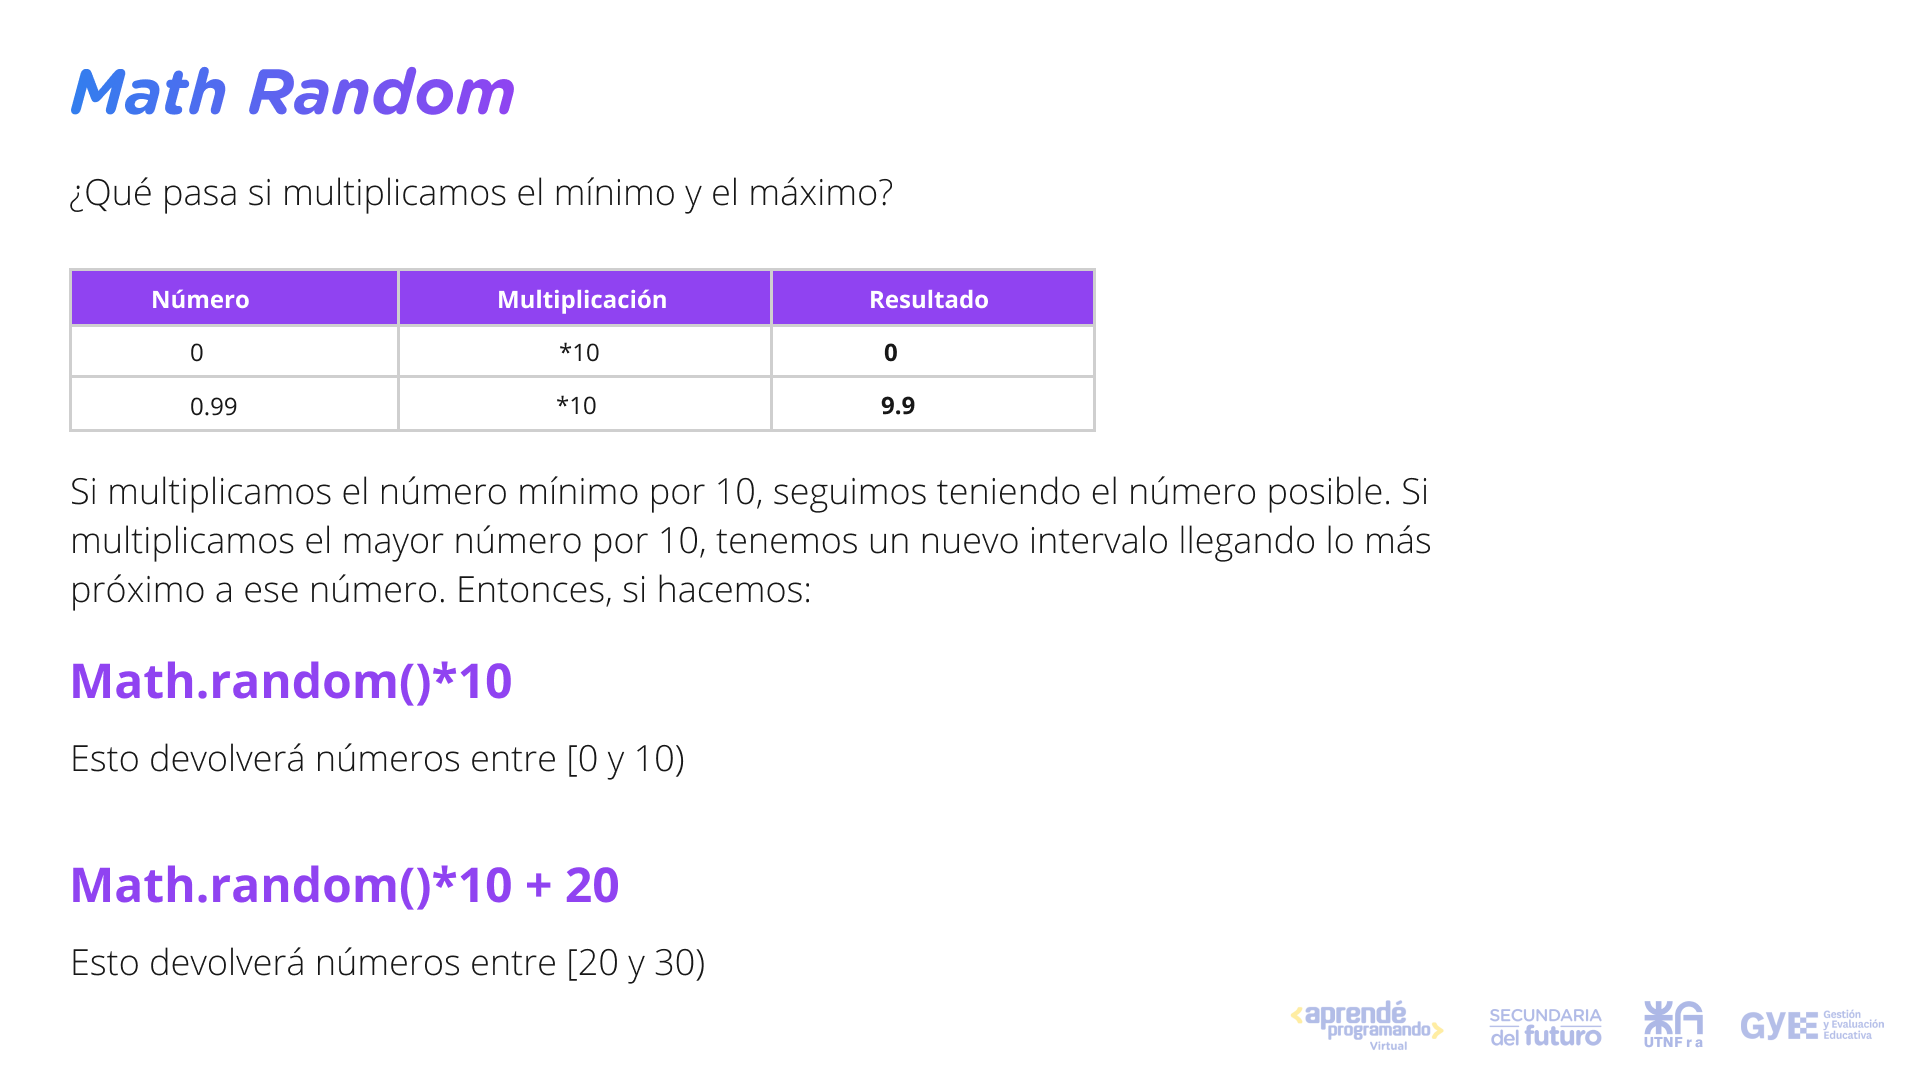 Math Random
¿Qué pasa si multiplicamos el mínimo y el máximo?
Número Multiplicación Resultado
0 *10 0
0.99 *10 9.9
Si multiplicamos el número mínimo por 10, seguimos teniendo el número posible. Si
multiplicamos el mayor número por 10, tenemos un nuevo intervalo llegando lo más
próximo a ese número. Entonces, si hacemos:
Math.random()*10
Esto devolverá números entre [0 y 10)
Math.random()*10 + 20
Esto devolverá números entre [20 y 30)
<aprendé
programando>
Virtual
SECUNDARIA
del futuro
UTNFra
GYEE
Gestión
y Evaluación
Educativa